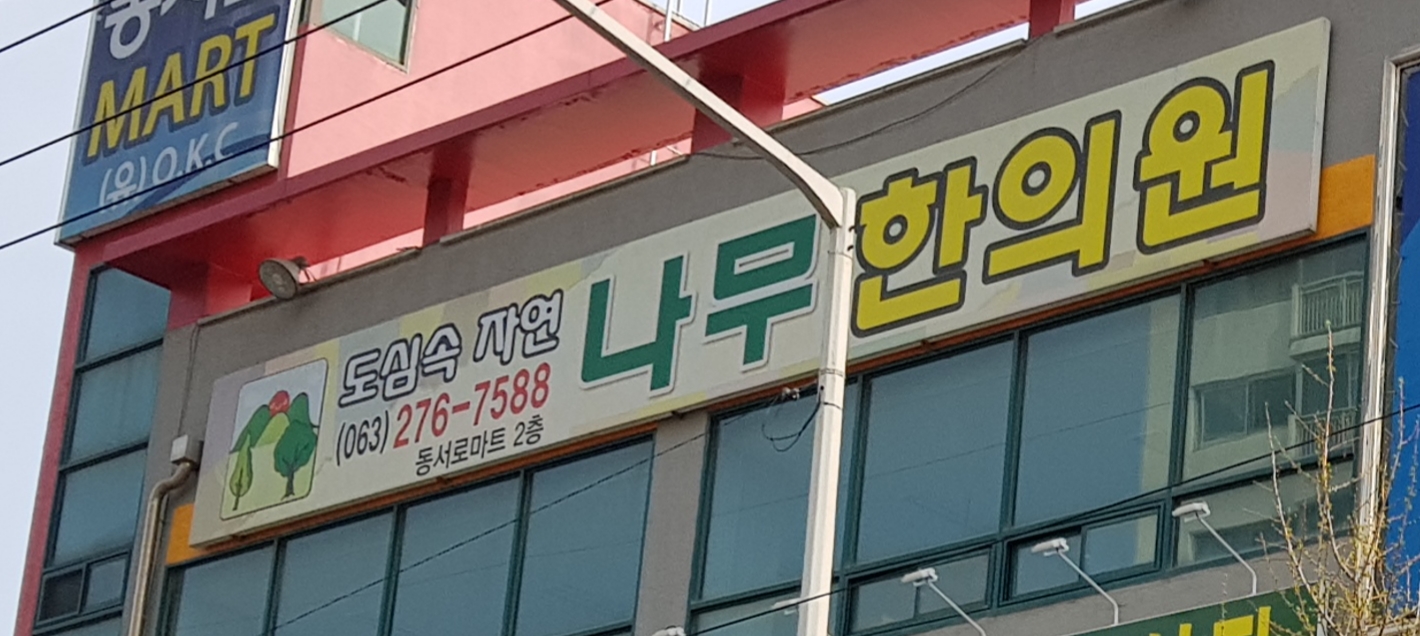 MART
(유)O.K.C
도심속 자연
(063) 276-7588
동서로마트 2층
나무한의원